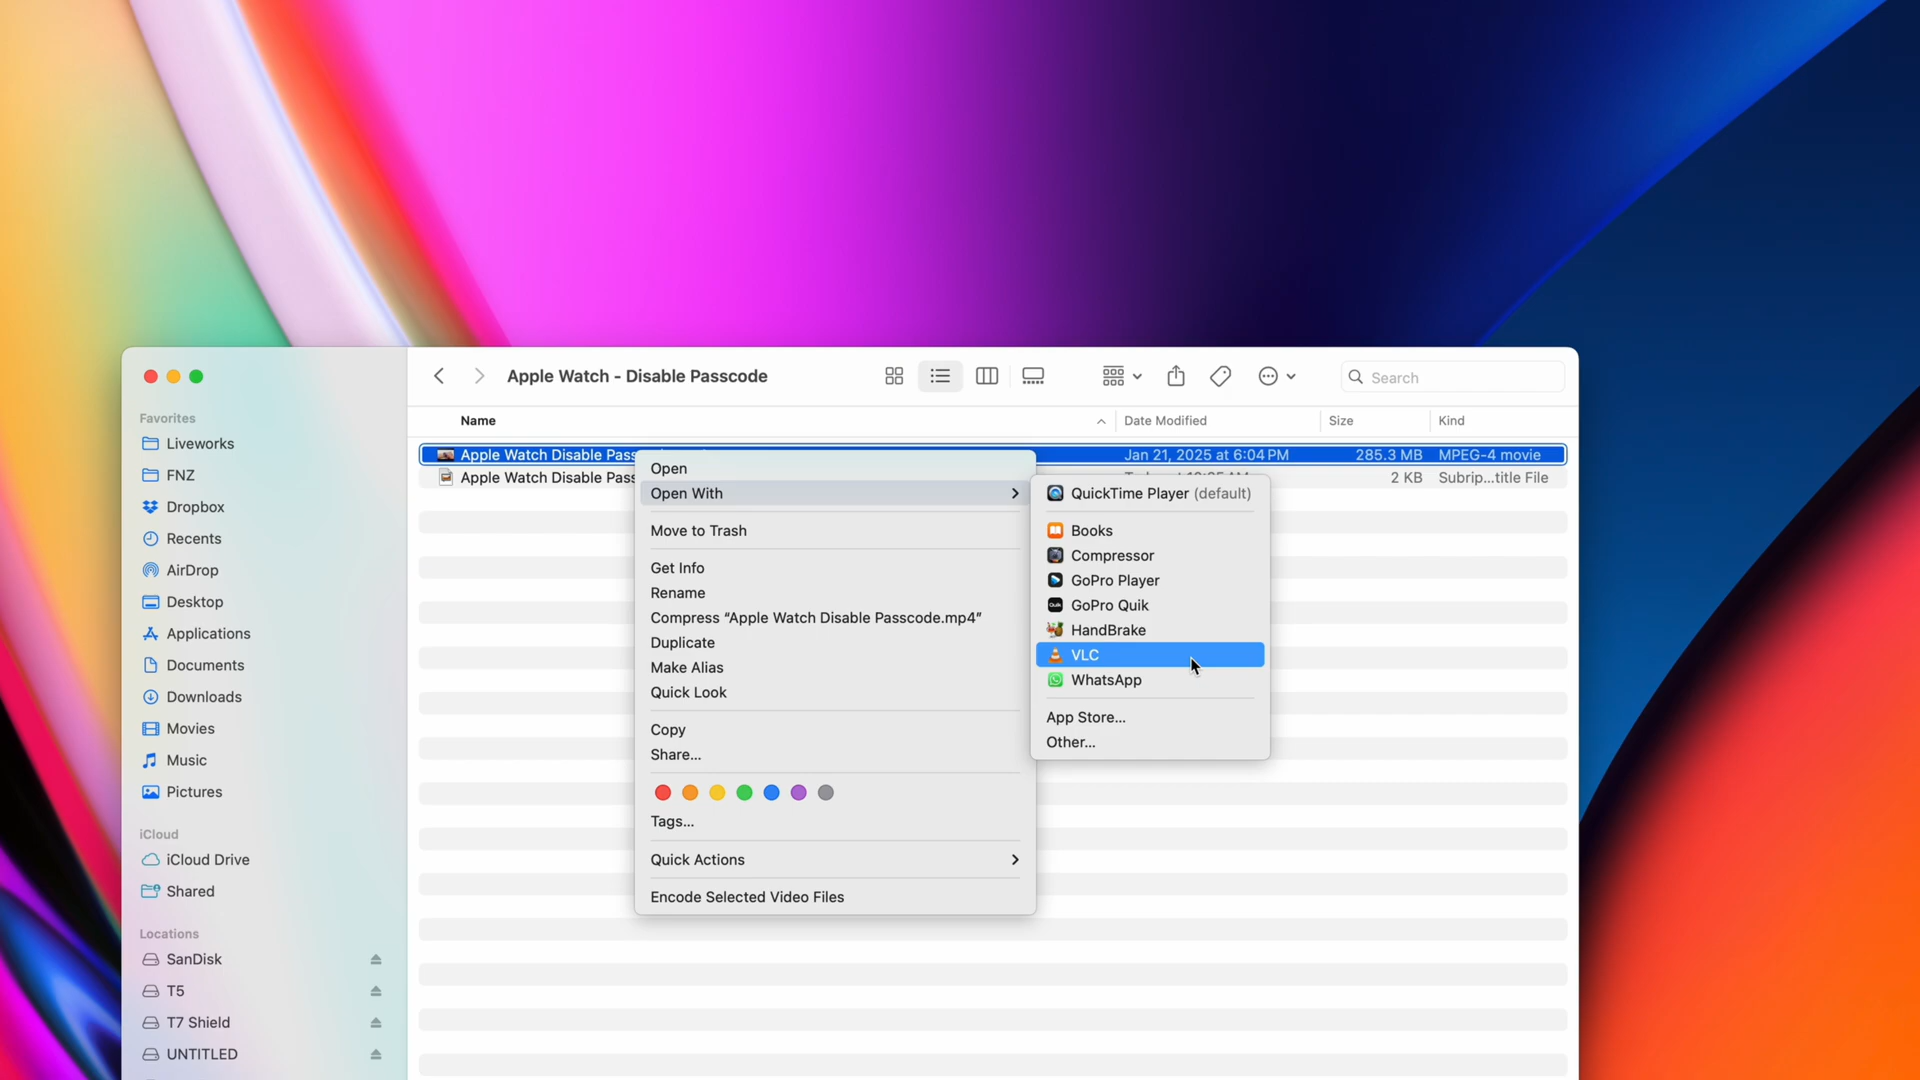 Apple Watch - Disable Passcode
Search
Favorites
Liveworks
FNZ
Dropbox
Recents
AirDrop
Desktop
Applications
Documents
Downloads
Movies
Music
Pictures
iCloud
iCloud Drive
Shared
Locations
SanDisk
T5
T7 Shield
UNTITLED
Name Date Modified Size Kind
Apple Watch Disable Pass Jan 21, 2025 at 6:04 PM 285.3 MB MPEG-4 movie
Apple Watch Disable Pass 2 KB Subrip...title File
Open
Open With
Move to Trash
Get Info
Rename
Compress “Apple Watch Disable Passcode.mp4”
Duplicate
Make Alias
Quick Look
Copy
Share...
Tags...
Quick Actions
Encode Selected Video Files
QuickTime Player (default)
Books
Compressor
GoPro Player
GoPro Quik
HandBrake
VLC
WhatsApp
App Store...
Other...